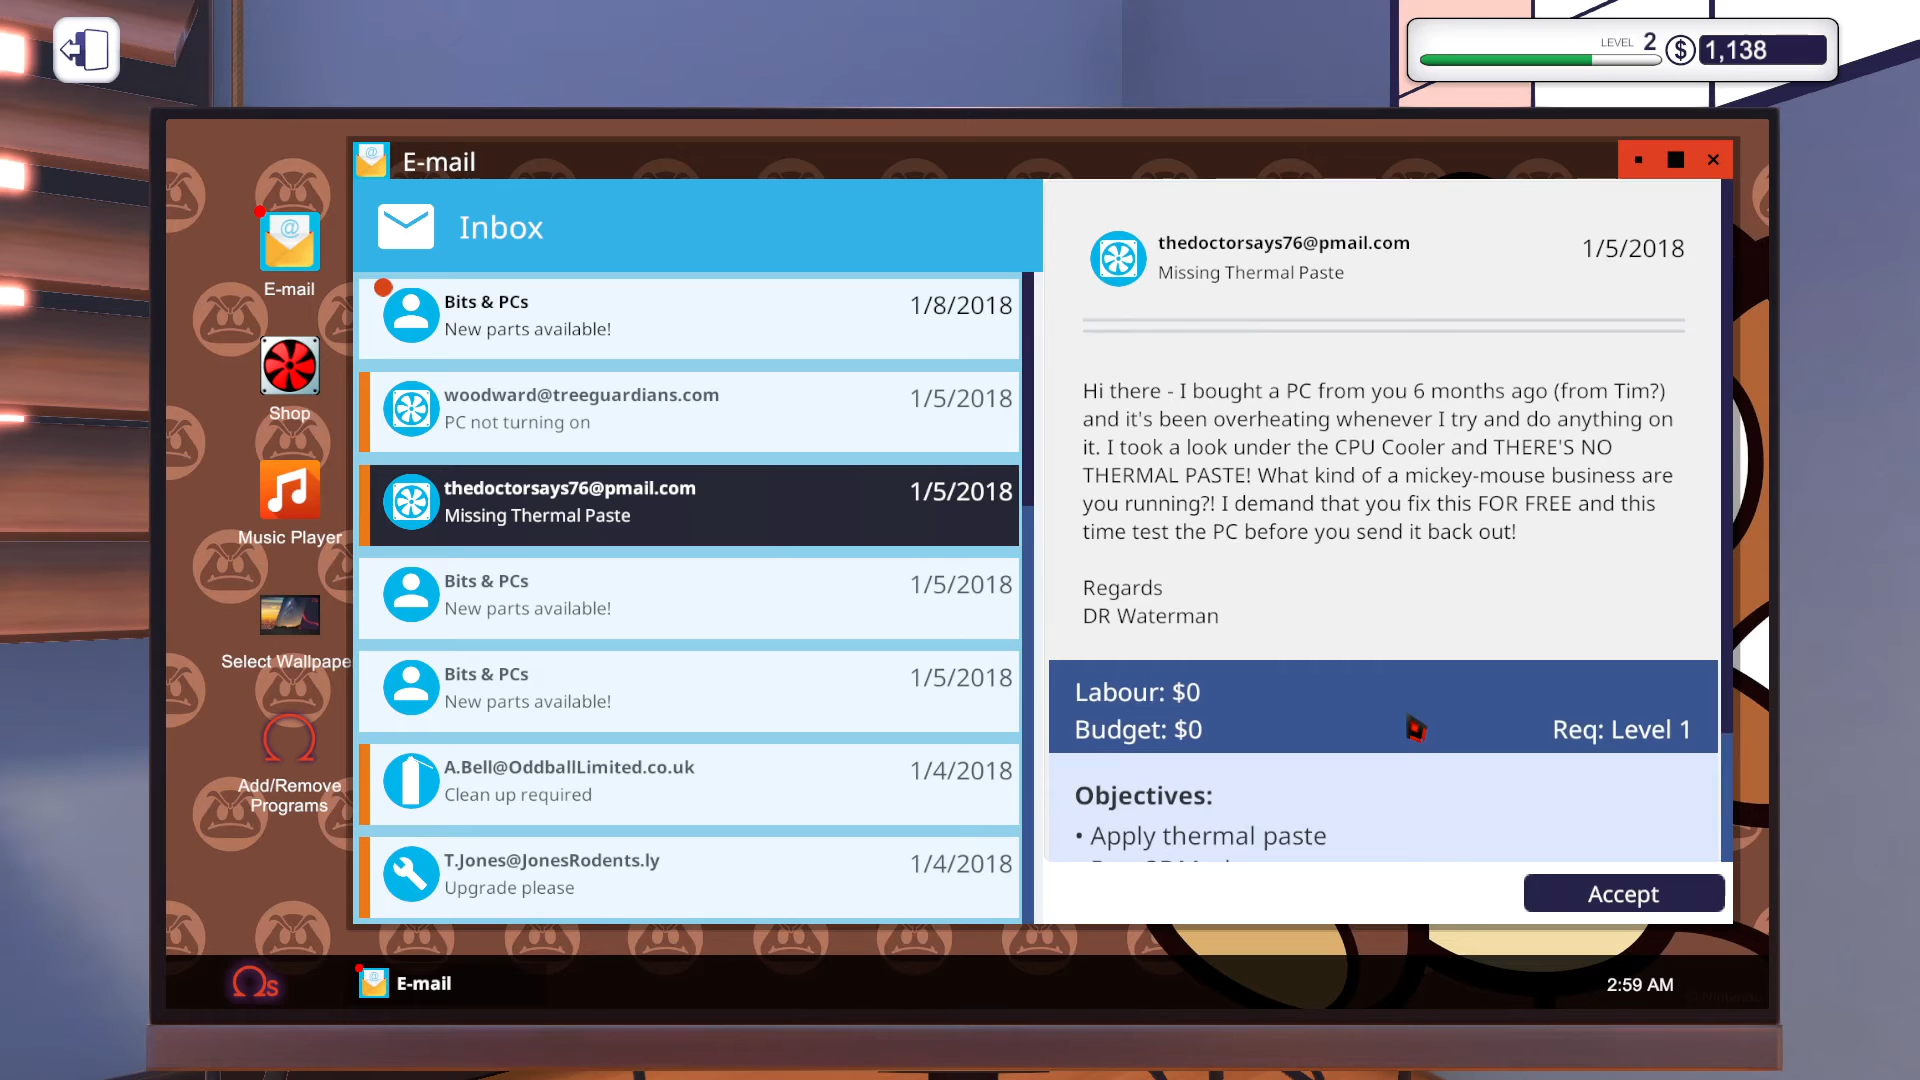 LEVEL 2 $ 1,138
E-mail
Inbox
Bits & PCs 1/8/2018
New parts available!
woodward@treeguardians.com 1/5/2018
PC not turning on
thedoctorsays76@pmail.com 1/5/2018
Missing Thermal Paste
Bits & PCs 1/5/2018
New parts available!
Bits & PCs 1/5/2018
New parts available!
A.Bell@OddballLimited.co.uk 1/4/2018
Clean up required
T.Jones@JonesRodents.ly 1/4/2018
Upgrade please
thedoctorsays76@pmail.com 1/5/2018
Missing Thermal Paste
Hi there - I bought a PC from you 6 months ago (from Tim?)
and it's been overheating whenever I try and do anything on
it. I took a look under the CPU Cooler and THERE'S NO
THERMAL PASTE! What kind of a mickey-mouse business are
you running?! I demand that you fix this FOR FREE and this
time test the PC before you send it back out!
Regards
DR Waterman
Labour: $0
Budget: $0 Req: Level 1
Objectives:
• Apply thermal paste
Accept
E-mail
Shop
Music Player
Select Wallpape
Add/Remove
Programs
Ωs E-mail 2:59 AM